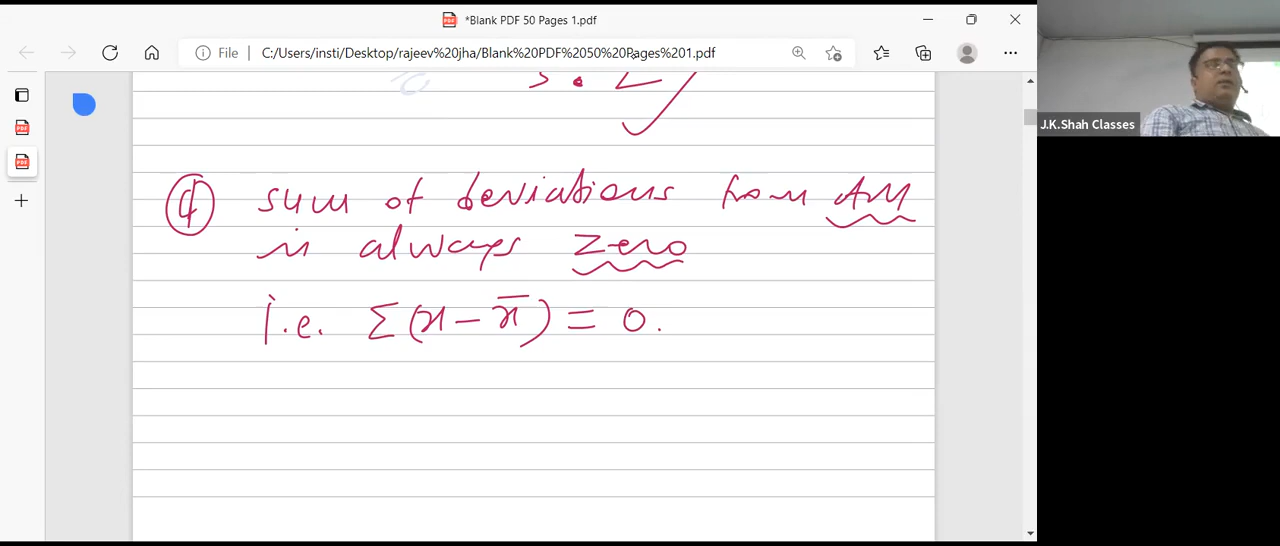 *Blank PDF 50 Pages 1.pdf
File C:/Users/insti/Desktop/rajeev%20jha/Blank%20PDF%2050%20Pages%201.pdf
J.K.Shah Classes
④ sum of deviations from AM
is always zero
i.e. Σ(x - x̄) = 0.